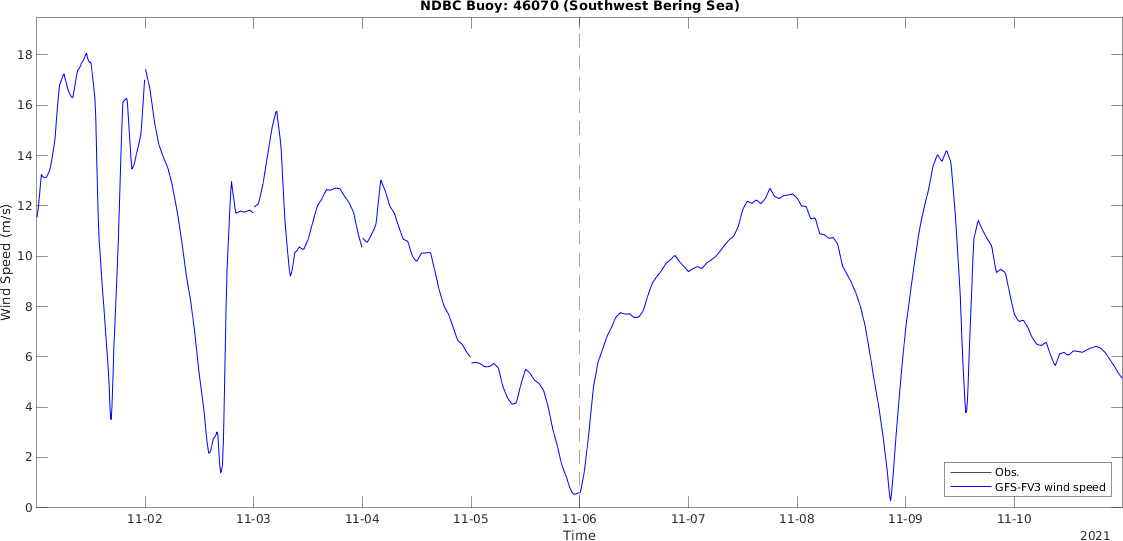 NDBC Buoy: 46070 (Southwest Bering Sea)
Wind Speed (m/s)
18
16
14
12
10
8
6
4
2
0
11-02 11-03 11-04 11-05 11-06 11-07 11-08 11-09 11-10
Time
2021
Obs.
GFS-FV3 wind speed